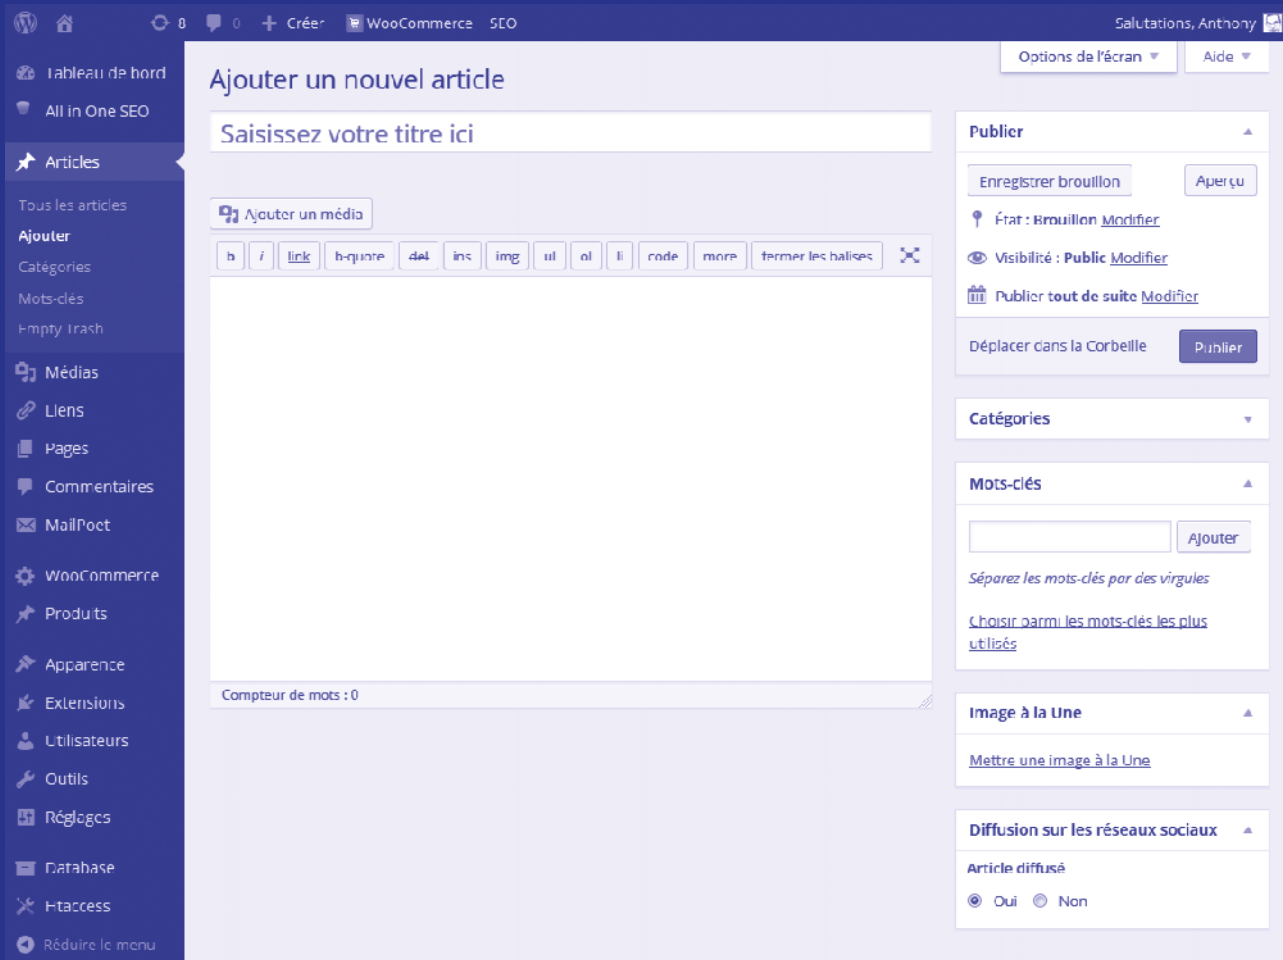 8 0 + Créer WooCommerce SEO Salutations, Anthony
Tableau de bord
All in One SEO
Articles
Tous les articles
Ajouter
Catégories
Mots-clés
Empty Trash
Médias
Liens
Pages
Commentaires
MailPoet
WooCommerce
Produits
Apparence
Extensions
Utilisateurs
Outils
Réglages
Database
Htaccess
Réduire le menu
Options de l'écran Aide
Ajouter un nouvel article
Saisissez votre titre ici
Ajouter un média
b i link b-quote del ins img ul ol li code more fermer les balises
Compteur de mots : 0
Publier
Enregistrer brouillon Aperçu
État : Brouillon Modifier
Visibilité : Public Modifier
Publier tout de suite Modifier
Déplacer dans la Corbeille Publier
Catégories
Mots-clés
Ajouter
Séparez les mots-clés par des virgules
Choisir parmi les mots-clés les plus
utilisés
Image à la Une
Mettre une image à la Une
Diffusion sur les réseaux sociaux
Article diffusé
Oui Non